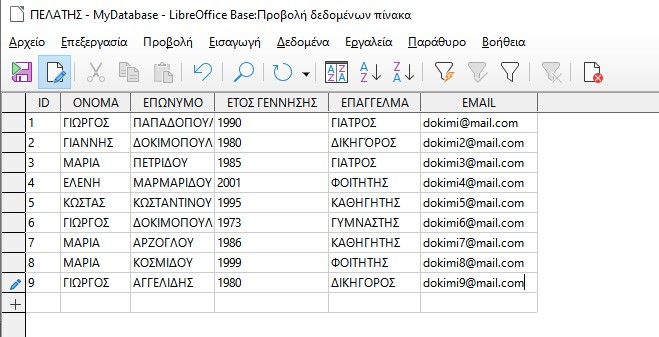 ΠΕΛΑΤΗΣ - MyDatabase - LibreOffice Base:Προβολή δεδομένων πίνακα
Αρχείο Επεξεργασία Προβολή Εισαγωγή Δεδομένα Εργαλεία Παράθυρο Βοήθεια
ID ΟΝΟΜΑ ΕΠΩΝΥΜΟ ΕΤΟΣ ΓΕΝΝΗΣΗΣ ΕΠΑΓΓΕΛΜΑ EMAIL
1 ΓΙΩΡΓΟΣ ΠΑΠΑΔΟΠΟΥΛ 1990 ΓΙΑΤΡΟΣ dokimi@mail.com
2 ΓΙΑΝΝΗΣ ΔΟΚΙΜΟΠΟΥΛ 1980 ΔΙΚΗΓΟΡΟΣ dokimi2@mail.com
3 ΜΑΡΙΑ ΠΕΤΡΙΔΟΥ 1985 ΓΙΑΤΡΟΣ dokimi3@mail.com
4 ΕΛΕΝΗ ΜΑΡΜΑΡΙΔΟΥ 2001 ΦΟΙΤΗΤΗΣ dokimi4@mail.com
5 ΚΩΣΤΑΣ ΚΩΣΤΑΝΤΙΝΟΥ 1995 ΚΑΘΗΓΗΤΗΣ dokimi5@mail.com
6 ΓΙΩΡΓΟΣ ΔΟΚΙΜΟΠΟΥΛ 1973 ΓΥΜΝΑΣΤΗΣ dokimi6@mail.com
7 ΜΑΡΙΑ ΑΡΖΟΓΛΟΥ 1986 ΚΑΘΗΓΗΤΗΣ dokimi7@mail.com
8 ΜΑΡΙΑ ΚΟΣΜΙΔΟΥ 1999 ΦΟΙΤΗΤΗΣ dokimi8@mail.com
9 ΓΙΩΡΓΟΣ ΑΓΓΕΛΙΔΗΣ 1980 ΔΙΚΗΓΟΡΟΣ dokimi9@mail.com